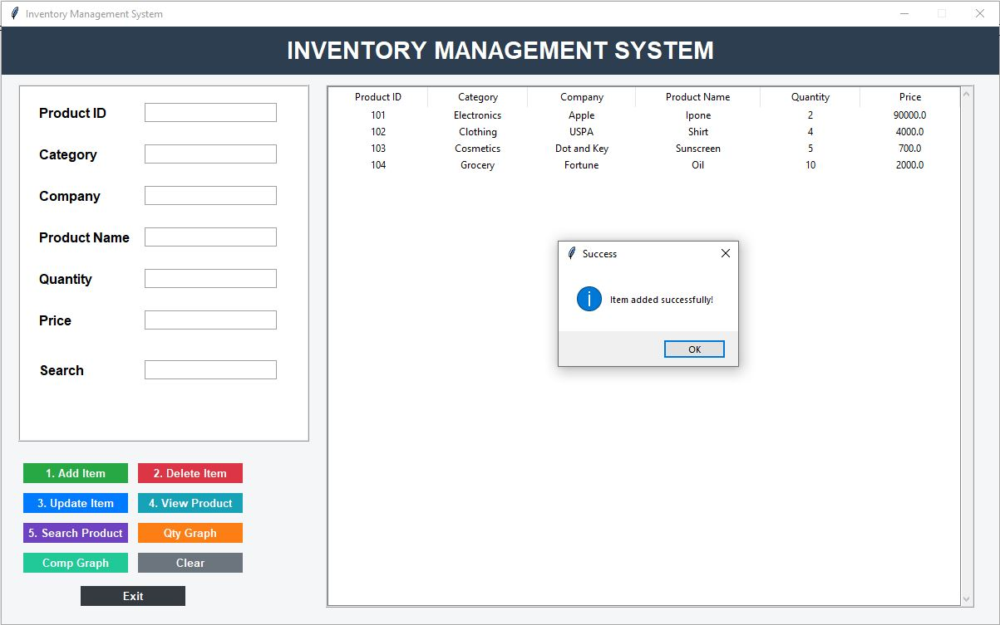 Inventory Management System
INVENTORY MANAGEMENT SYSTEM
Product ID
Category
Company
Product Name
Quantity
Price
Search
1. Add Item 2. Delete Item
3. Update Item 4. View Product
5. Search Product Qty Graph
Comp Graph Clear
Exit
Product ID Category Company Product Name Quantity Price
101 Electronics Apple Ipone 2 90000.0
102 Clothing USPA Shirt 4 4000.0
103 Cosmetics Dot and Key Sunscreen 5 700.0
104 Grocery Fortune Oil 10 2000.0
Success
Item added successfully!
OK